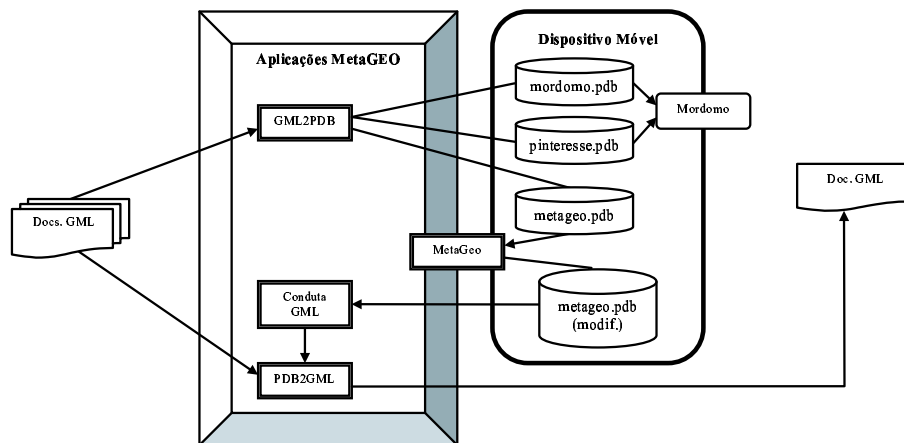 Aplicações MetaGEO
Dispositivo Móvel
mordomo.pdb
Mordomo
GML2PDB
pinteresse.pdb
Doc. GML
metageo.pdb
Docs. GML
MetaGeo
Conduta
GML
metageo.pdb
(modif.)
PDB2GML